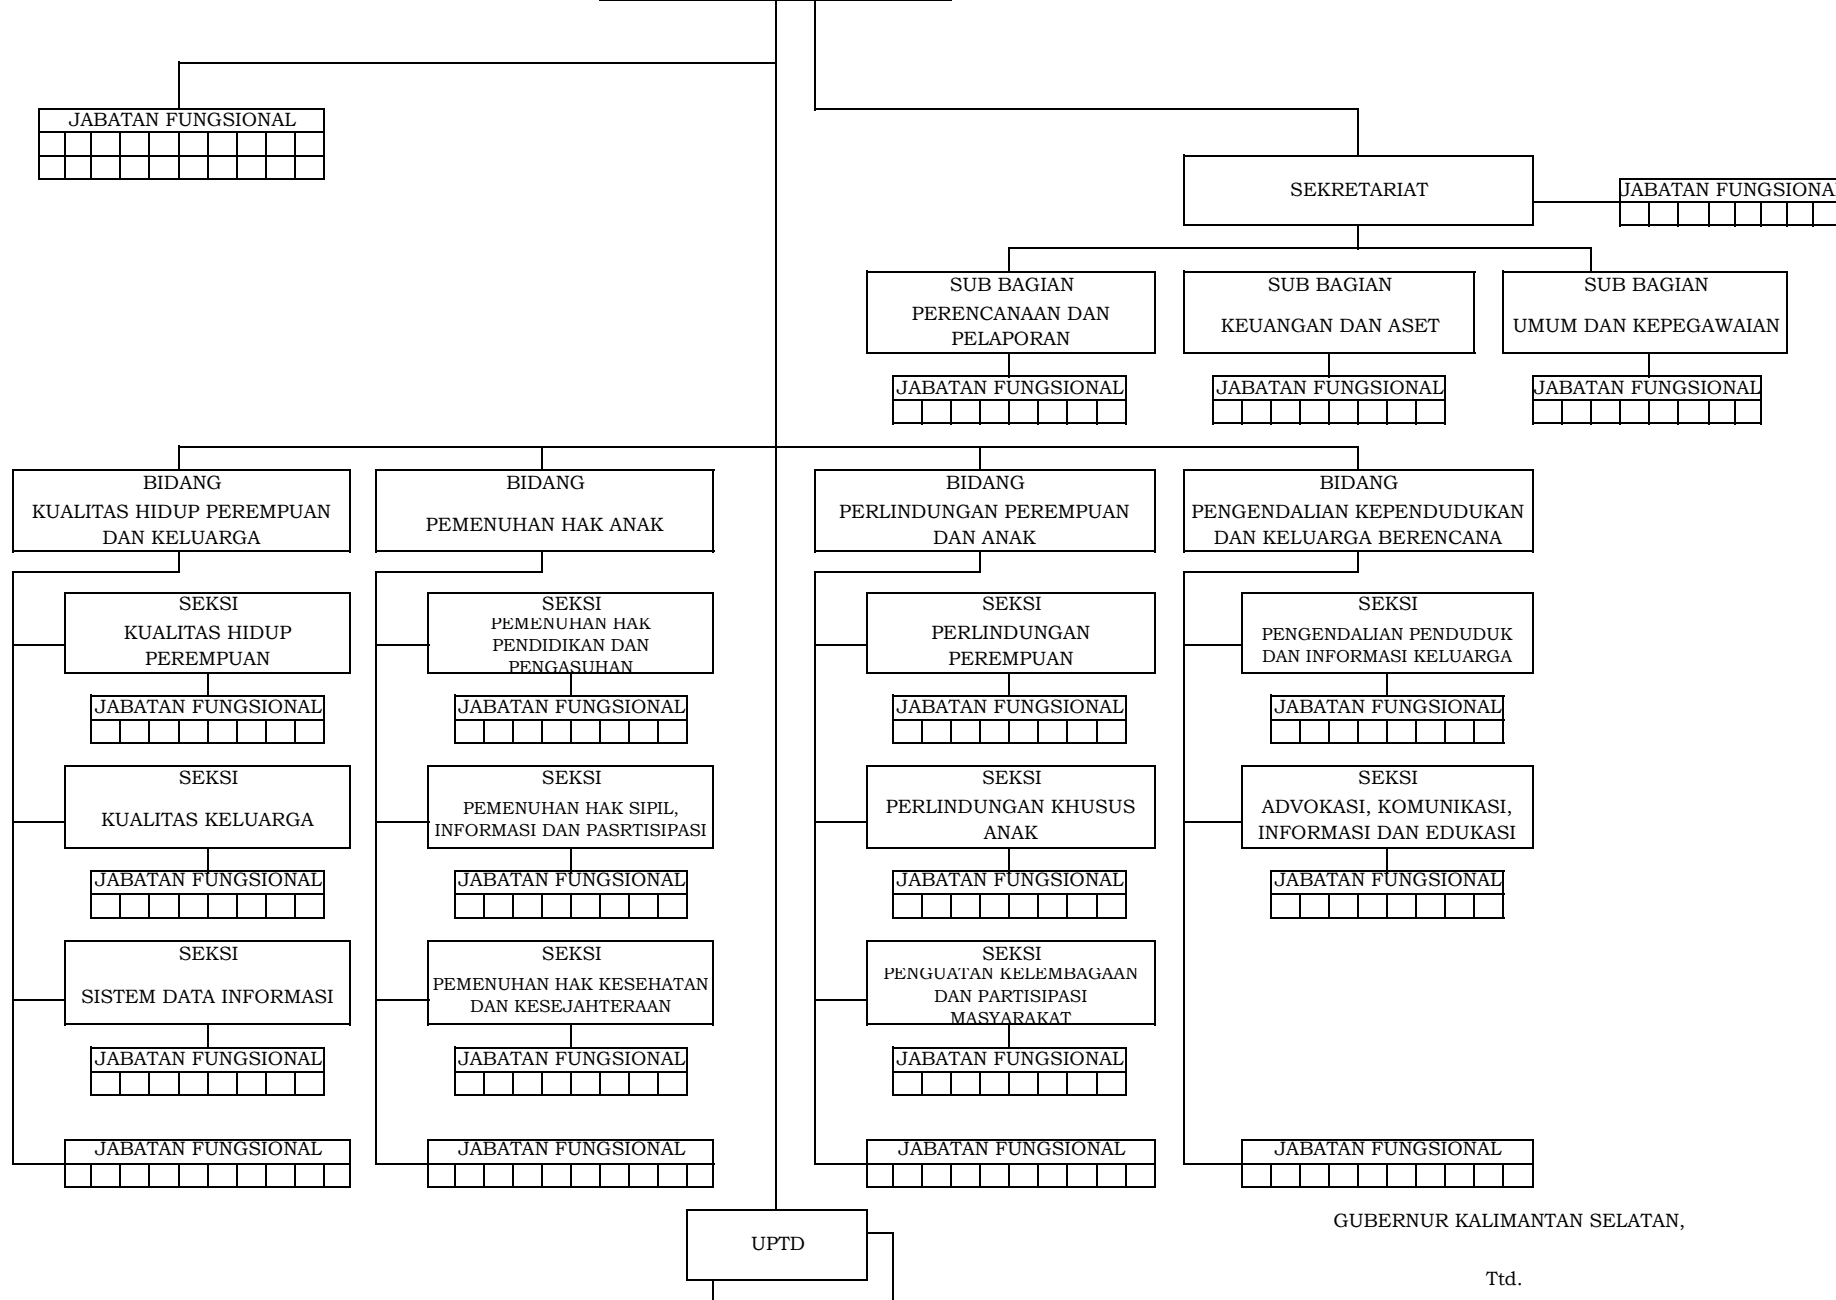 JABATAN FUNGSIONAL
SEKRETARIAT
JABATAN FUNGSIONAL
SUB BAGIAN
PERENCANAAN DAN
PELAPORAN
SUB BAGIAN
KEUANGAN DAN ASET
SUB BAGIAN
UMUM DAN KEPEGAWAIAN
JABATAN FUNGSIONAL
JABATAN FUNGSIONAL
JABATAN FUNGSIONAL
BIDANG
KUALITAS HIDUP PEREMPUAN
DAN KELUARGA
BIDANG
PEMENUHAN HAK ANAK
BIDANG
PERLINDUNGAN PEREMPUAN
DAN ANAK
BIDANG
PENGENDALIAN KEPENDUDUKAN
DAN KELUARGA BERENCANA
SEKSI
KUALITAS HIDUP
PEREMPUAN
SEKSI
PEMENUHAN HAK
PENDIDIKAN DAN
PENGASUHAN
SEKSI
PERLINDUNGAN
PEREMPUAN
SEKSI
PENGENDALIAN PENDUDUK
DAN INFORMASI KELUARGA
JABATAN FUNGSIONAL
JABATAN FUNGSIONAL
JABATAN FUNGSIONAL
JABATAN FUNGSIONAL
SEKSI
KUALITAS KELUARGA
SEKSI
PEMENUHAN HAK SIPIL,
INFORMASI DAN PASRTISIPASI
SEKSI
PERLINDUNGAN KHUSUS
ANAK
SEKSI
ADVOKASI, KOMUNIKASI,
INFORMASI DAN EDUKASI
JABATAN FUNGSIONAL
JABATAN FUNGSIONAL
JABATAN FUNGSIONAL
JABATAN FUNGSIONAL
SEKSI
SISTEM DATA INFORMASI
SEKSI
PEMENUHAN HAK KESEHATAN
DAN KESEJAHTERAAN
SEKSI
PENGUATAN KELEMBAGAAN
DAN PARTISIPASI
MASYARAKAT
JABATAN FUNGSIONAL
JABATAN FUNGSIONAL
JABATAN FUNGSIONAL
JABATAN FUNGSIONAL
JABATAN FUNGSIONAL
JABATAN FUNGSIONAL
JABATAN FUNGSIONAL
UPTD
GUBERNUR KALIMANTAN SELATAN,
Ttd.